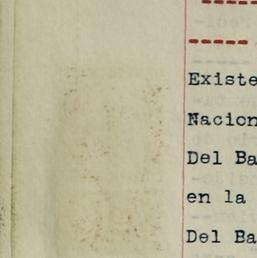 Existe
Nacion
Del Ba
en la
Del Ba